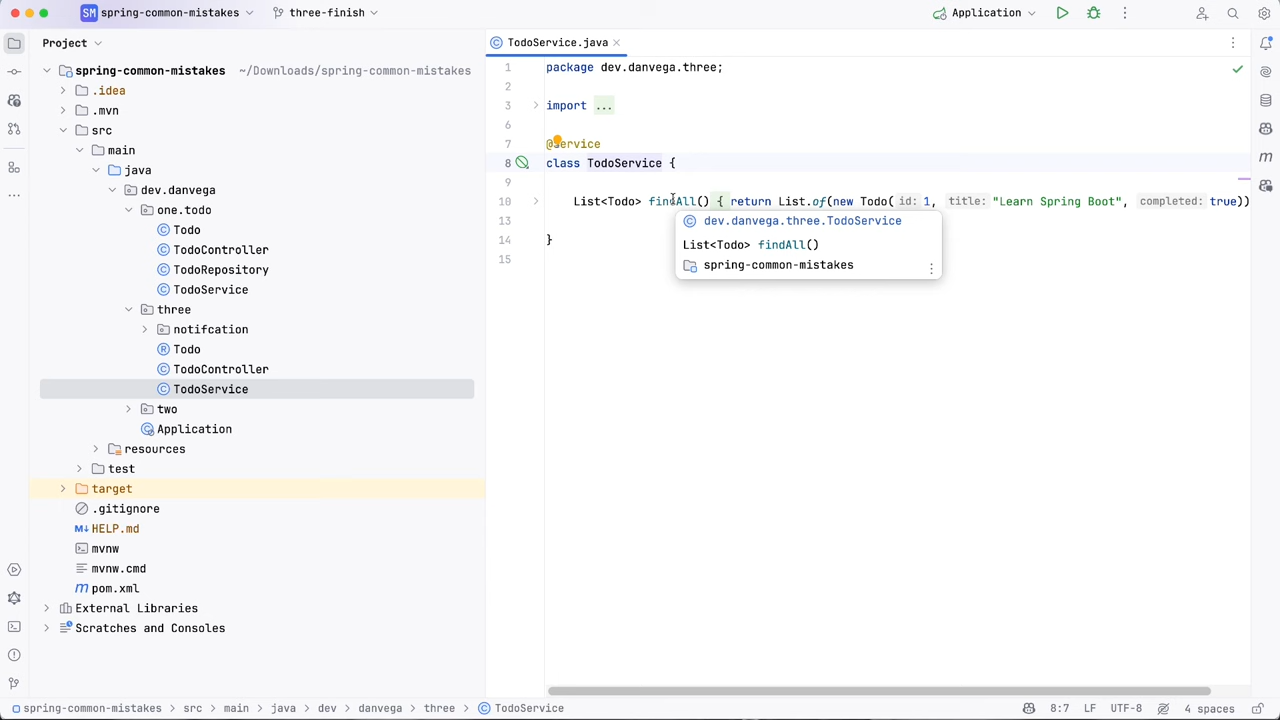 SM spring-common-mistakes three-finish Application
Project
spring-common-mistakes ~/Downloads/spring-common-mistakes
.idea
.mvn
src
main
java
dev.danvega
one.todo
Todo
TodoController
TodoRepository
TodoService
three
notifcation
Todo
TodoController
TodoService
two
Application
resources
test
target
.gitignore
HELP.md
mvnw
mvnw.cmd
pom.xml
External Libraries
Scratches and Consoles
TodoService.java
1 package dev.danvega.three;
2
3 import ...
6
7 @Service
8 class TodoService {
9
10 List<Todo> findAll() { return List.of(new Todo( id: 1, title: "Learn Spring Boot", completed: true))
13
14 }
15
dev.danvega.three.TodoService
List<Todo> findAll()
spring-common-mistakes
spring-common-mistakes > src > main > java > dev > danvega > three > TodoService 8:7 LF UTF-8 4 spaces